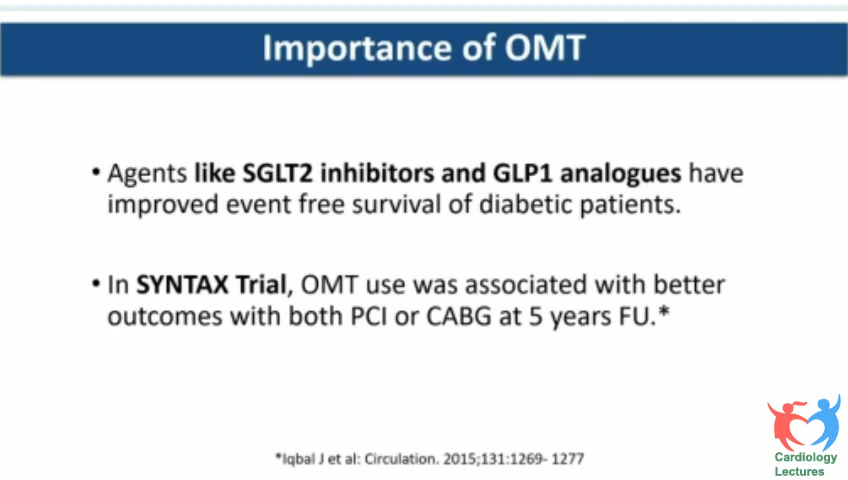 Importance of OMT
• Agents like SGLT2 inhibitors and GLP1 analogues have
improved event free survival of diabetic patients.
• In SYNTAX Trial, OMT use was associated with better
outcomes with both PCI or CABG at 5 years FU.*
*Iqbal J et al: Circulation. 2015;131:1269- 1277
Cardiology
Lectures